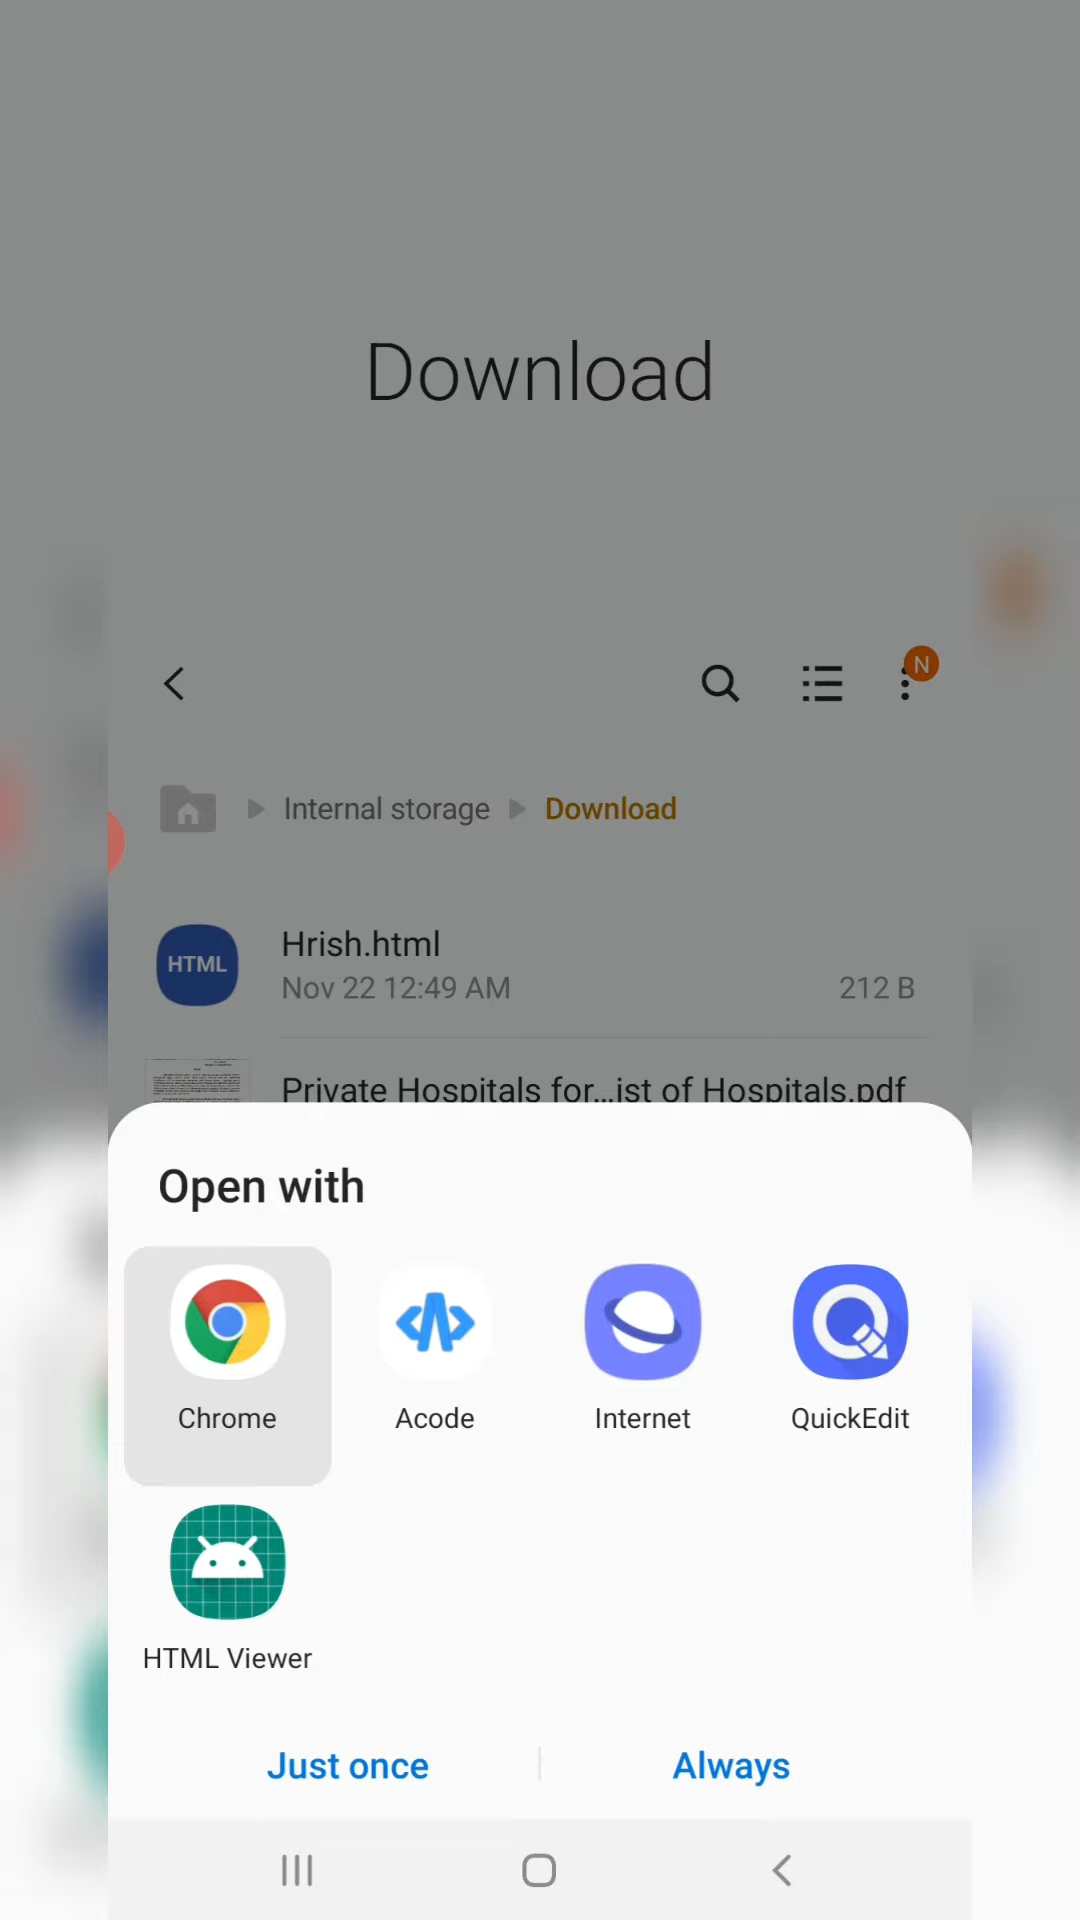 Download
N
Internal storage Download
HTML
Hrish.html
Nov 22 12:49 AM 212 B
Private Hospitals for...ist of Hospitals.pdf
Open with
Chrome Acode Internet QuickEdit
HTML Viewer
Just once Always